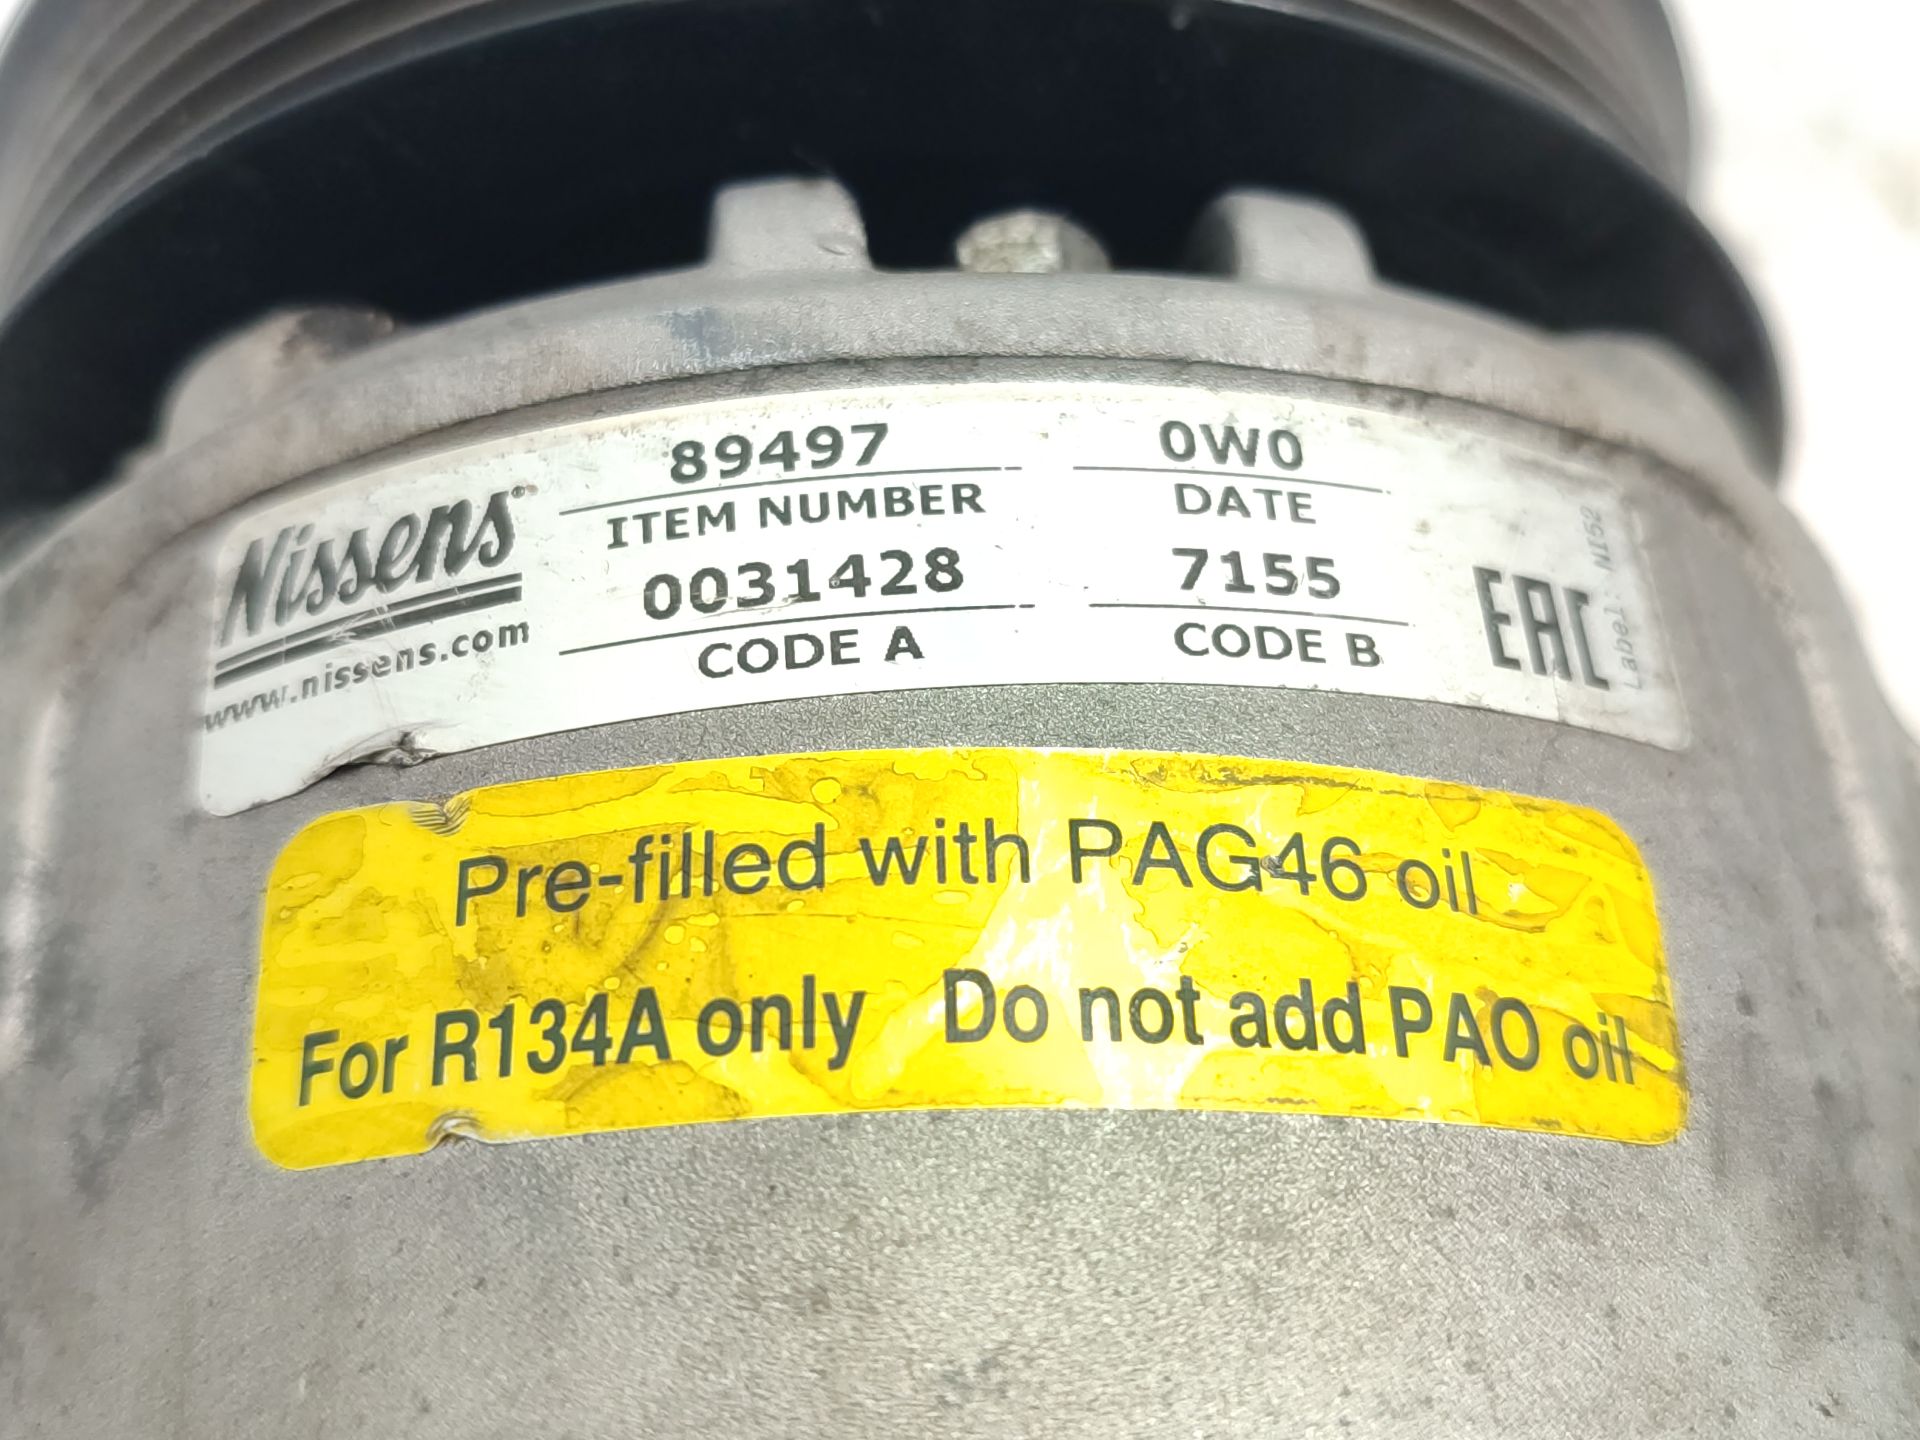 Nissens
www.nissens.com
89497
ITEM NUMBER
0031428
CODE A
0W0
DATE
7155
CODE B
EAC
Label: NI52
Pre-filled with PAG46 oil
For R134A only Do not add PAO oil